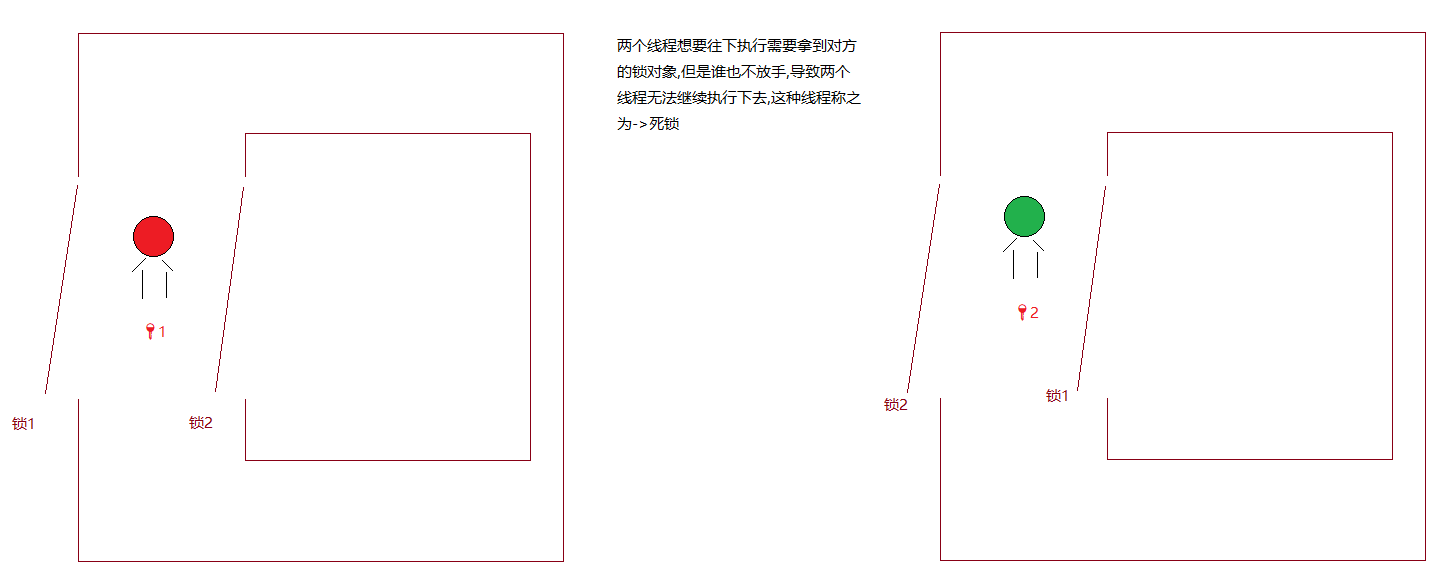 两个线程想要往下执行需要拿到对方
的锁对象,但是谁也不放手,导致两个
线程无法继续执行下去,这种线程称之
为->死锁
1
锁1
锁2
2
锁2
锁1